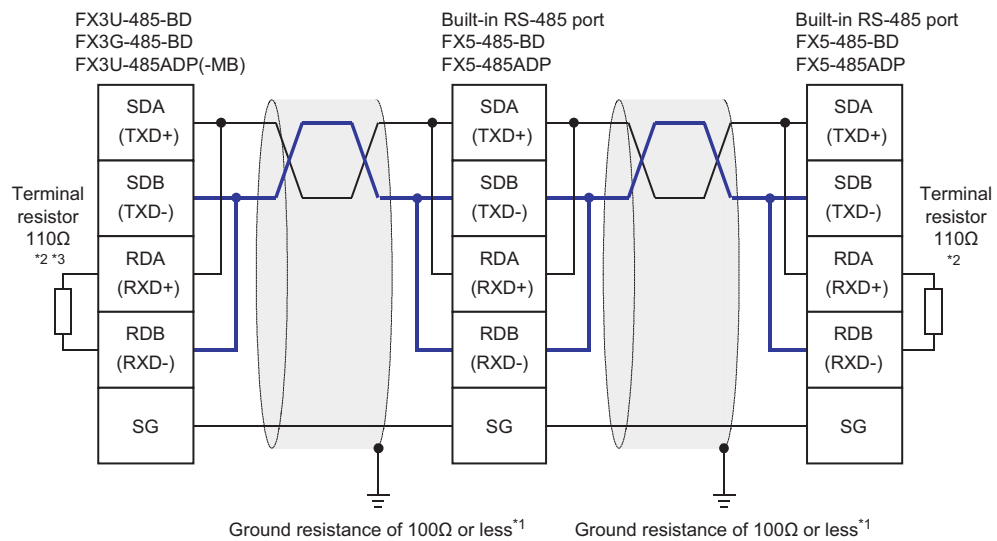 FX3U-485-BD
FX3G-485-BD
FX3U-485ADP(-MB)
Built-in RS-485 port
FX5-485-BD
FX5-485ADP
Built-in RS-485 port
FX5-485-BD
FX5-485ADP
Terminal
resistor
110Ω
*2 *3
SDA
(TXD+)
SDB
(TXD-)
RDA
(RXD+)
RDB
(RXD-)
SG
SDA
(TXD+)
SDB
(TXD-)
RDA
(RXD+)
RDB
(RXD-)
SG
SDA
(TXD+)
SDB
(TXD-)
RDA
(RXD+)
RDB
(RXD-)
SG
Terminal
resistor
110Ω
*2
Ground resistance of 100Ω or less*1
Ground resistance of 100Ω or less*1